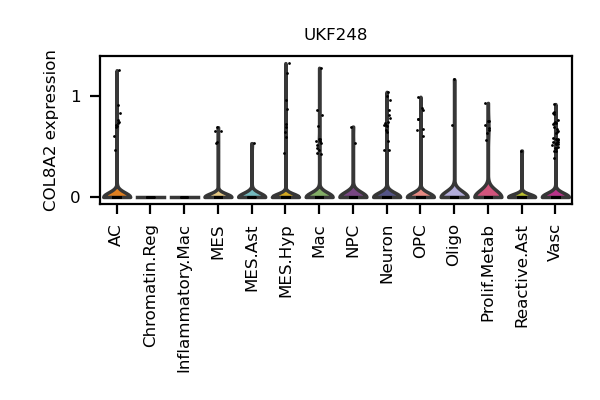 UKF248
COL8A2 expression
1
0
AC
Chromatin.Reg
Inflammatory.Mac
MES
MES.Ast
MES.Hyp
Mac
NPC
Neuron
OPC
Oligo
Prolif.Metab
Reactive.Ast
Vasc